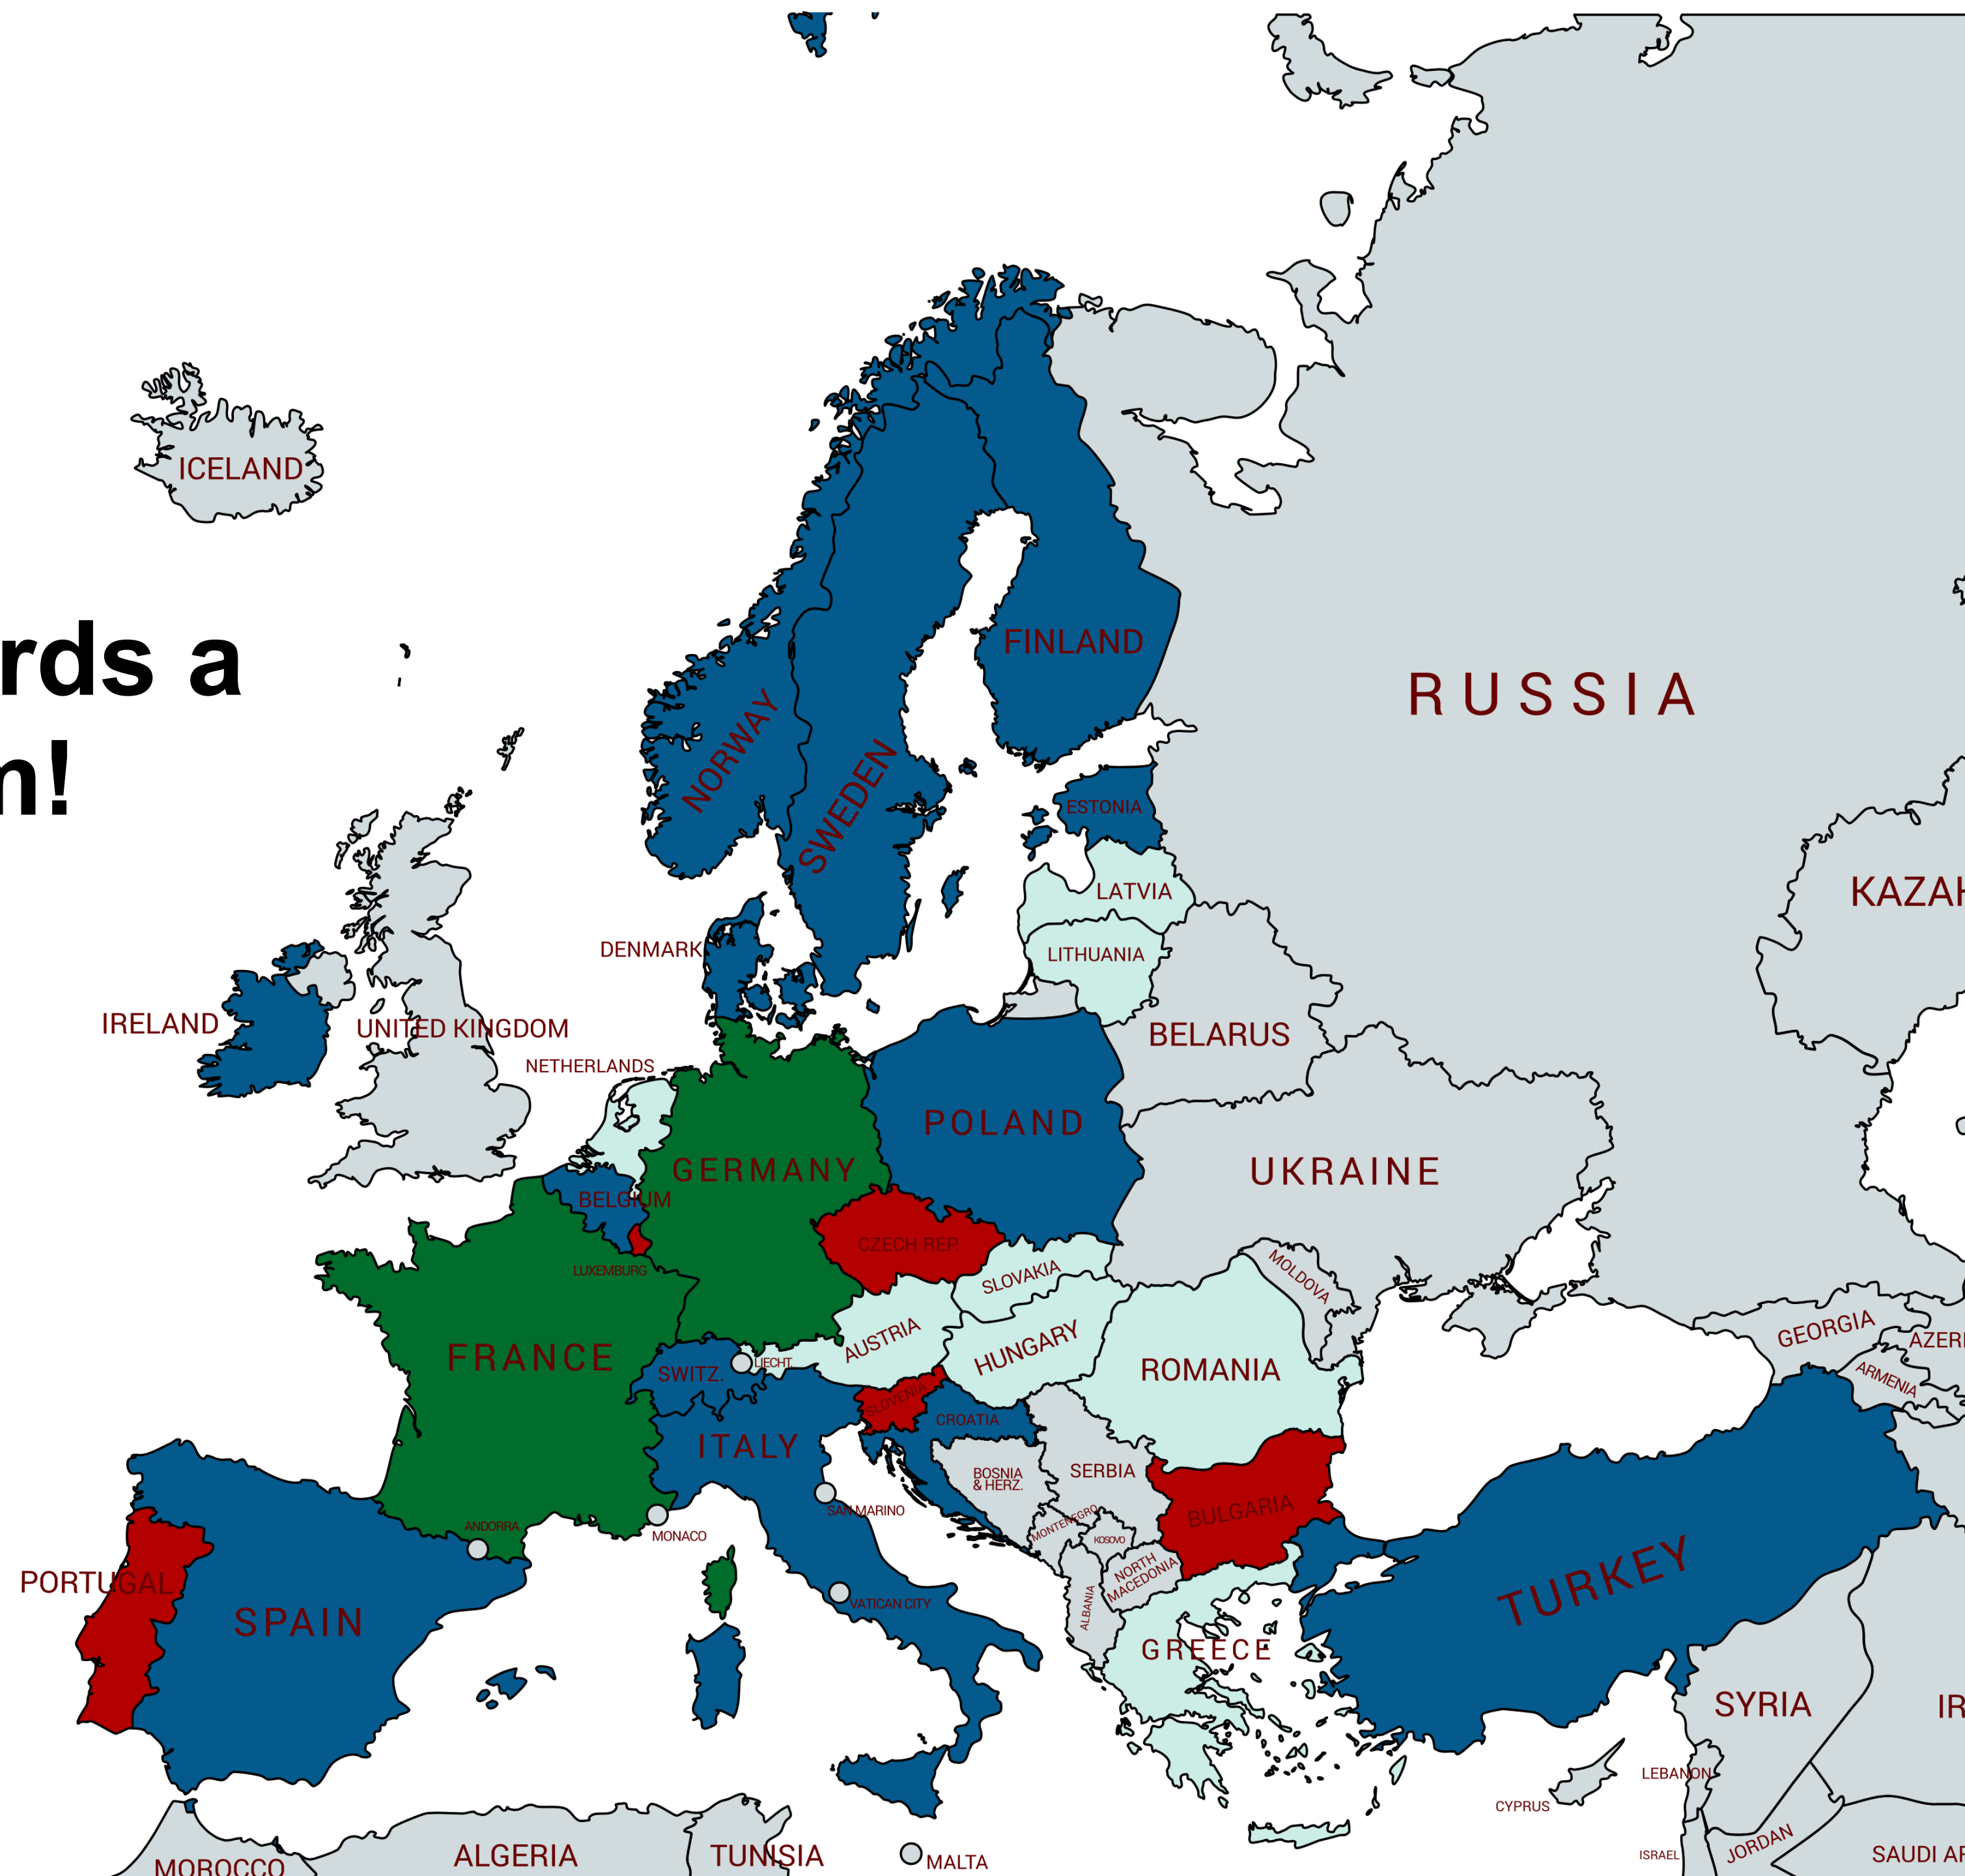 ICELAND
rds a
n!
FINLAND
RUSSIA
NORWAY
SWEDEN
ESTONIA
LATVIA
KAZAK
LITHUANIA
DENMARK
IRELAND
UNITED KINGDOM
BELARUS
NETHERLANDS
POLAND
GERMANY
UKRAINE
BELGIUM
CZECH REP.
LUXEMBURG
SLOVAKIA
MOLDOVA
FRANCE
AUSTRIA
HUNGARY
GEORGIA
AZER
LIECHT.
SWITZ.
ROMANIA
ARMENIA
SLOVENIA
CROATIA
ITALY
BOSNIA
& HERZ.
SERBIA
SAN MARINO
BULGARIA
ANDORRA
MONACO
MONTENEGRO
KOSOVO
NORTH
MACEDONIA
PORTUGAL
SPAIN
VATICAN CITY
ALBANIA
TURKEY
GREECE
SYRIA
IR
LEBANON
CYPRUS
ALGERIA
TUNISIA
MALTA
ISRAEL
JORDAN
SAUDI AR
MOROCCO